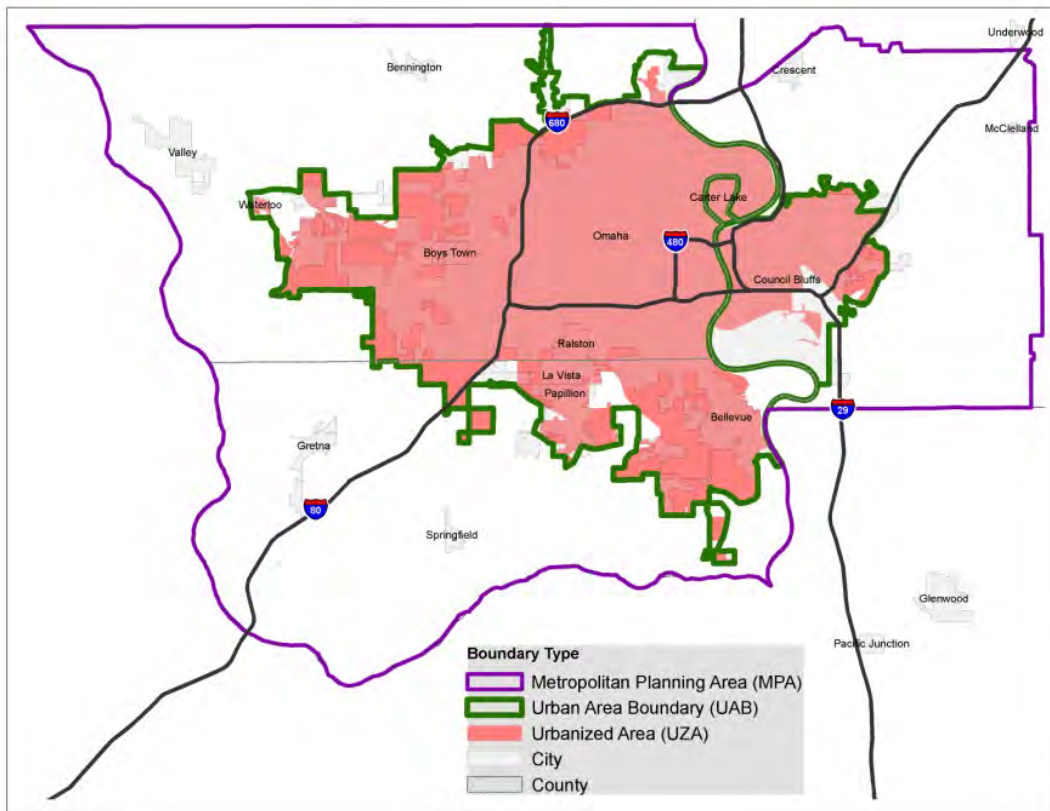 Underwood
Bennington
Crescent
680
McClelland
Valley
Carter Lake
Waterloo
Omaha
480
Boys Town
Council Bluffs
Ralston
La Vista
Papillion
Bellevue
29
Gretna
80
Springfield
Glenwood
Pacific Junction
Boundary Type
Metropolitan Planning Area (MPA)
Urban Area Boundary (UAB)
Urbanized Area (UZA)
City
County